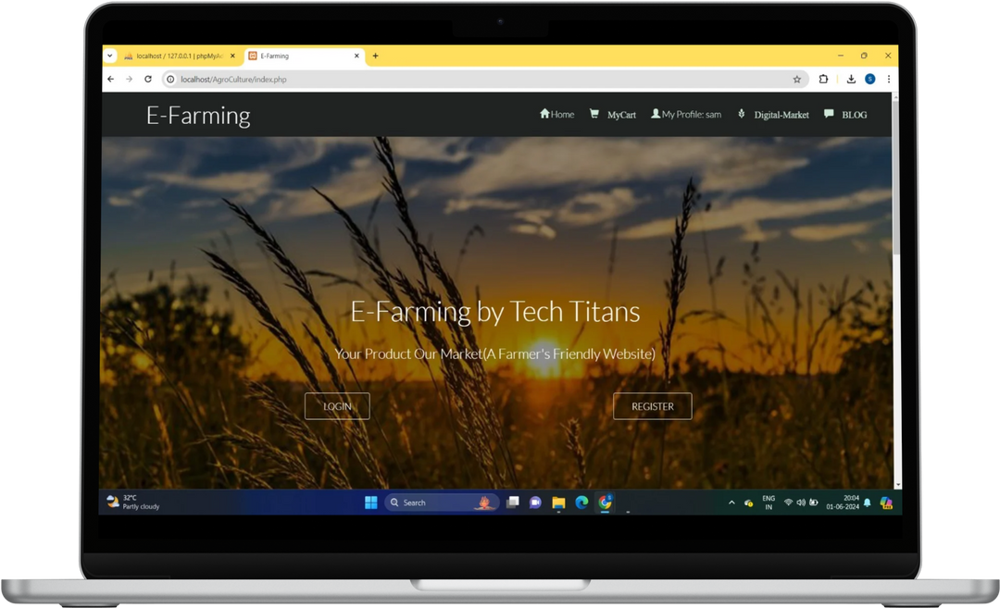 localhost / 127.0.0.1 | phpMyAd
E-Farming
localhost/AgroCulture/index.php
E-Farming
Home
MyCart
My Profile: sam
Digital-Market
BLOG
E-Farming by Tech Titans
Your Product Our Market(A Farmer's Friendly Website)
LOGIN
REGISTER
32°C
Partly cloudy
Search
ENG
IN
20:04
01-06-2024